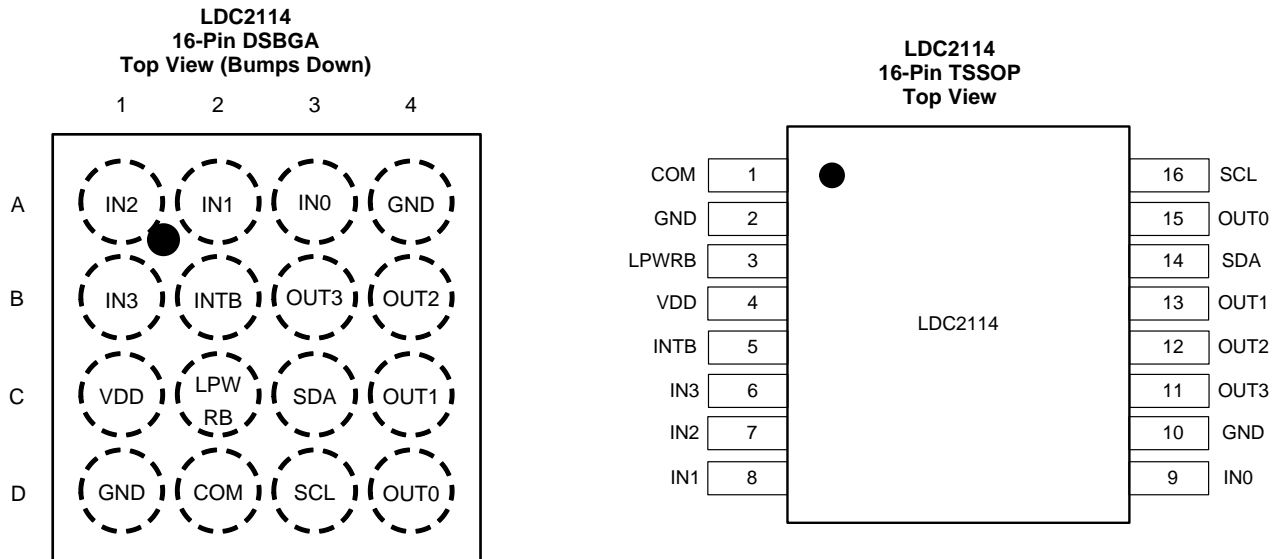 LDC2114
16-Pin DSBGA
Top View (Bumps Down)
1 2 3 4
A IN2 IN1 IN0 GND
B IN3 INTB OUT3 OUT2
C VDD LPW RB SDA OUT1
D GND COM SCL OUT0
LDC2114
16-Pin TSSOP
Top View
COM 1 16 SCL
GND 2 15 OUT0
LPWRB 3 14 SDA
VDD 4 13 OUT1
LDC2114
INTB 5 12 OUT2
IN3 6 11 OUT3
IN2 7 10 GND
IN1 8 9 IN0